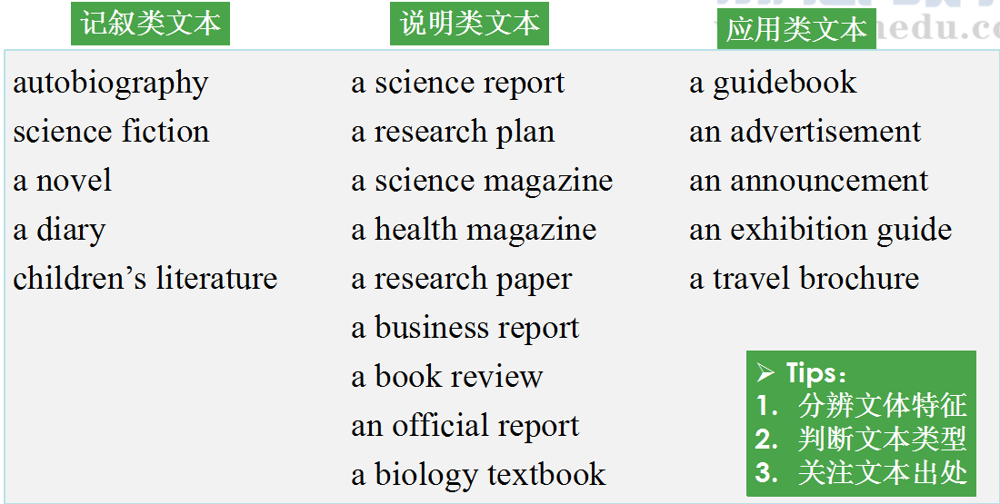 记叙类文本
autobiography
science fiction
a novel
a diary
children’s literature
说明类文本
a science report
a research plan
a science magazine
a health magazine
a research paper
a business report
a book review
an official report
a biology textbook
应用类文本
a guidebook
an advertisement
an announcement
an exhibition guide
a travel brochure
➢ Tips：
1. 分辨文体特征
2. 判断文本类型
3. 关注文本出处